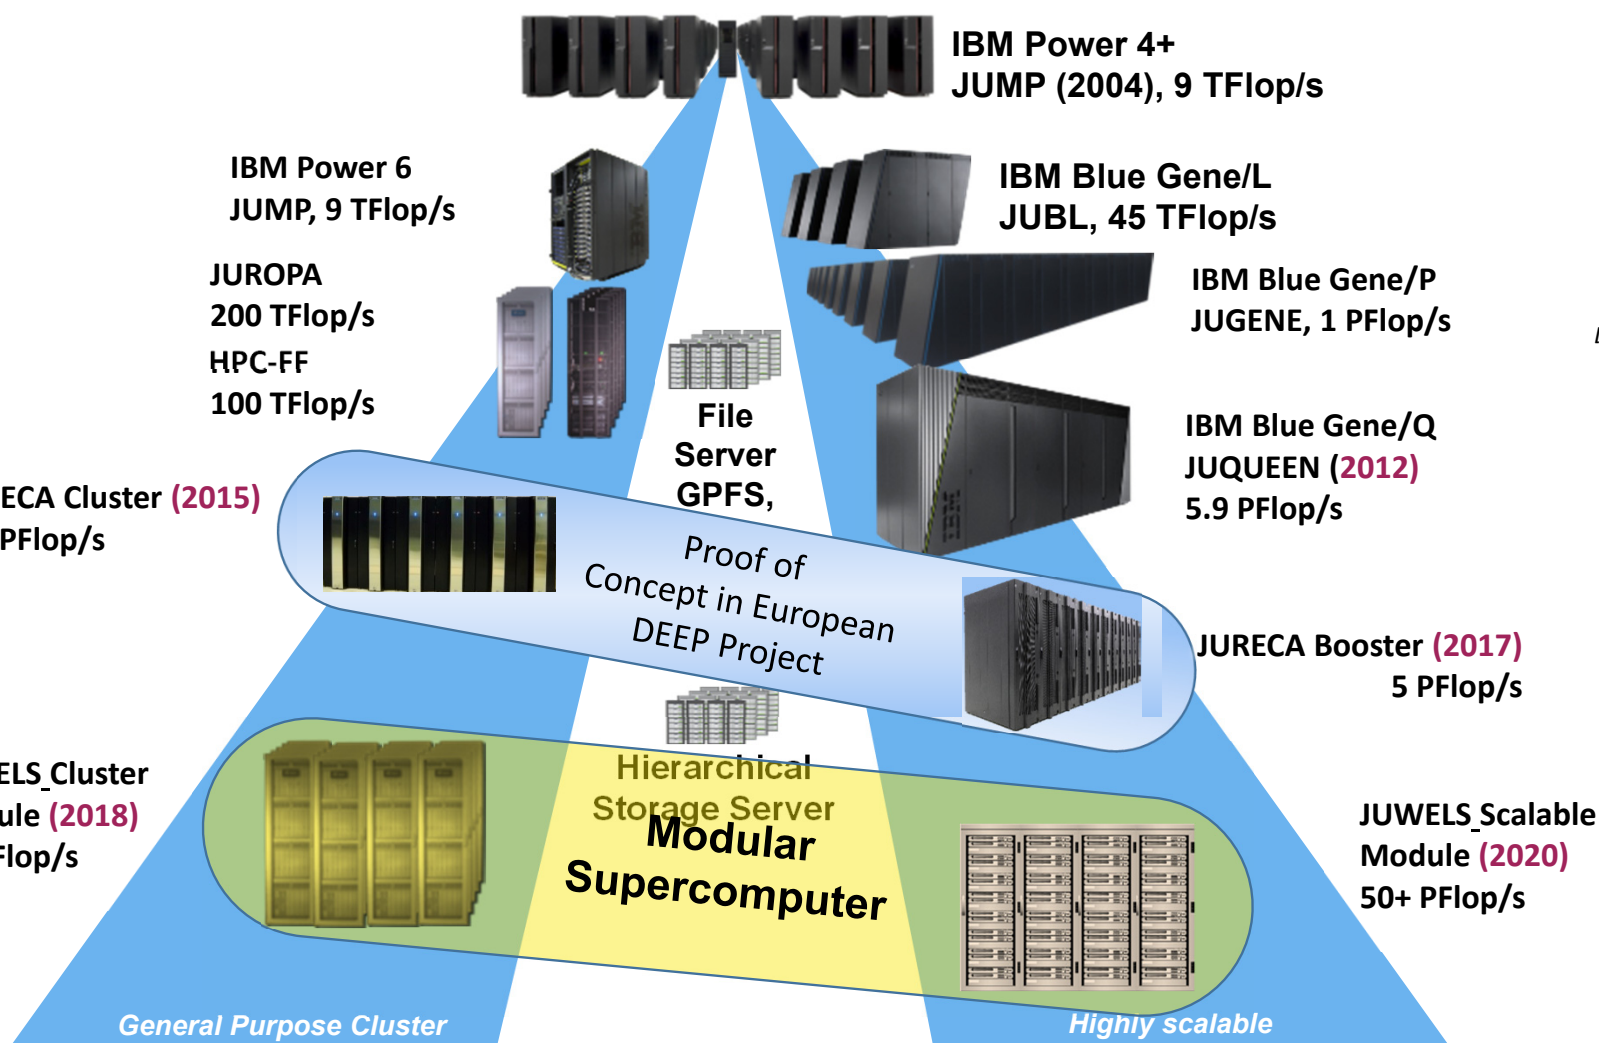 IBM Power 4+
JUMP (2004), 9 TFlop/s
IBM Power 6
JUMP, 9 TFlop/s
IBM Blue Gene/L
JUBL, 45 TFlop/s
JUROPA
200 TFlop/s
HPC-FF
100 TFlop/s
IBM Blue Gene/P
JUGENE, 1 PFlop/s
File
Server
GPFS,
IBM Blue Gene/Q
JUQUEEN (2012)
5.9 PFlop/s
ECA Cluster (2015)
PFlop/s
Proof of
Concept in European
DEEP Project
JURECA Booster (2017)
5 PFlop/s
Hierarchical
Storage Server
ELS_Cluster
ule (2018)
Flop/s
Modular
Supercomputer
JUWELS_Scalable
Module (2020)
50+ PFlop/s
General Purpose Cluster
Highly scalable